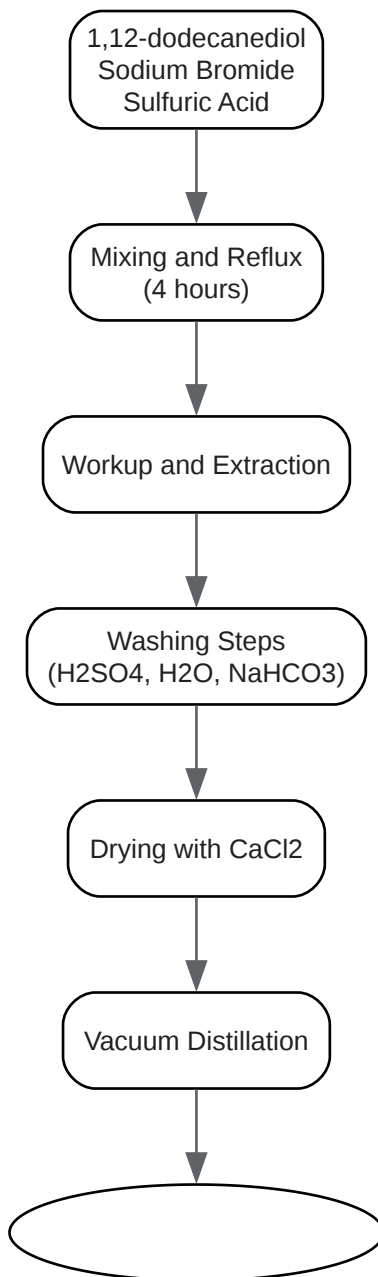 1,12-dodecanediol
Sodium Bromide
Sulfuric Acid
Mixing and Reflux
(4 hours)
Workup and Extraction
Washing Steps
(H2SO4, H2O, NaHCO3)
Drying with CaCl2
Vacuum Distillation